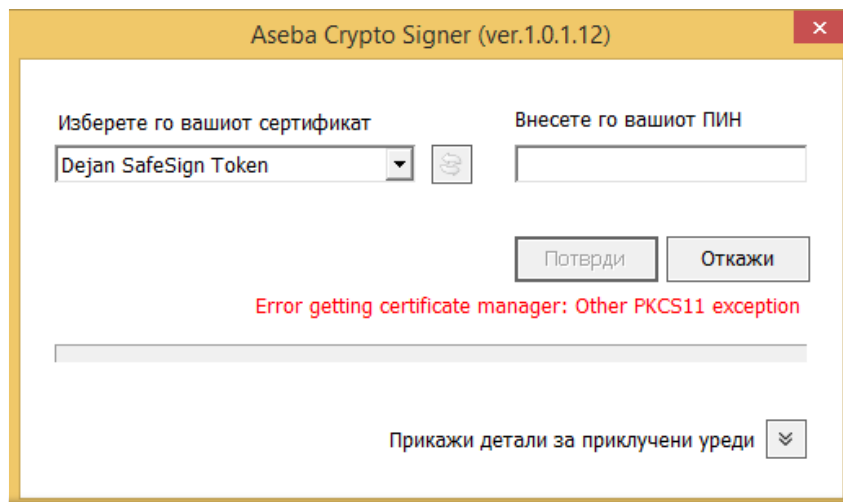 Aseba Crypto Signer (ver.1.0.1.12)
Изберете го вашиот сертификат
Внесете го вашиот ПИН
Dejan SafeSign Token
Потврди
Откажи
Error getting certificate manager: Other PKCS11 exception
Прикажи детали за приклучени уреди